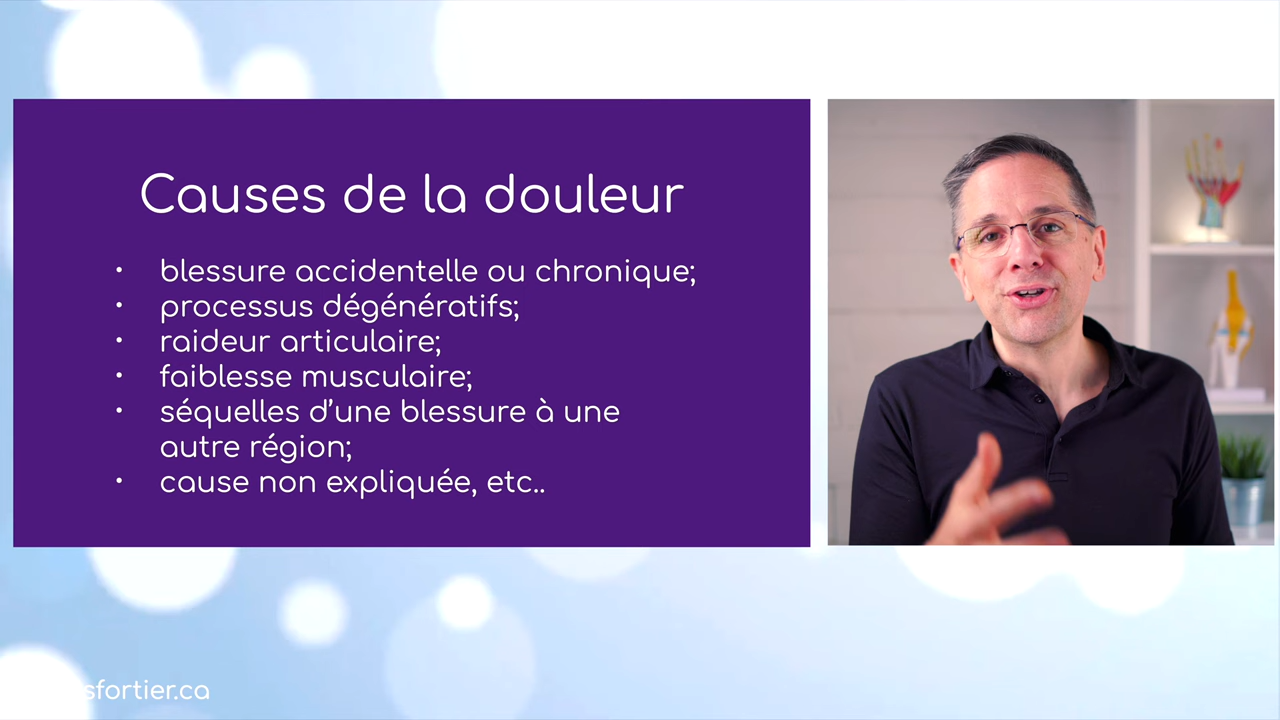 Causes de la douleur
• blessure accidentelle ou chronique;
• processus dégénératifs;
• raideur articulaire;
• faiblesse musculaire;
• séquelles d’une blessure à une
autre région;
• cause non expliquée, etc..
sfortier.ca